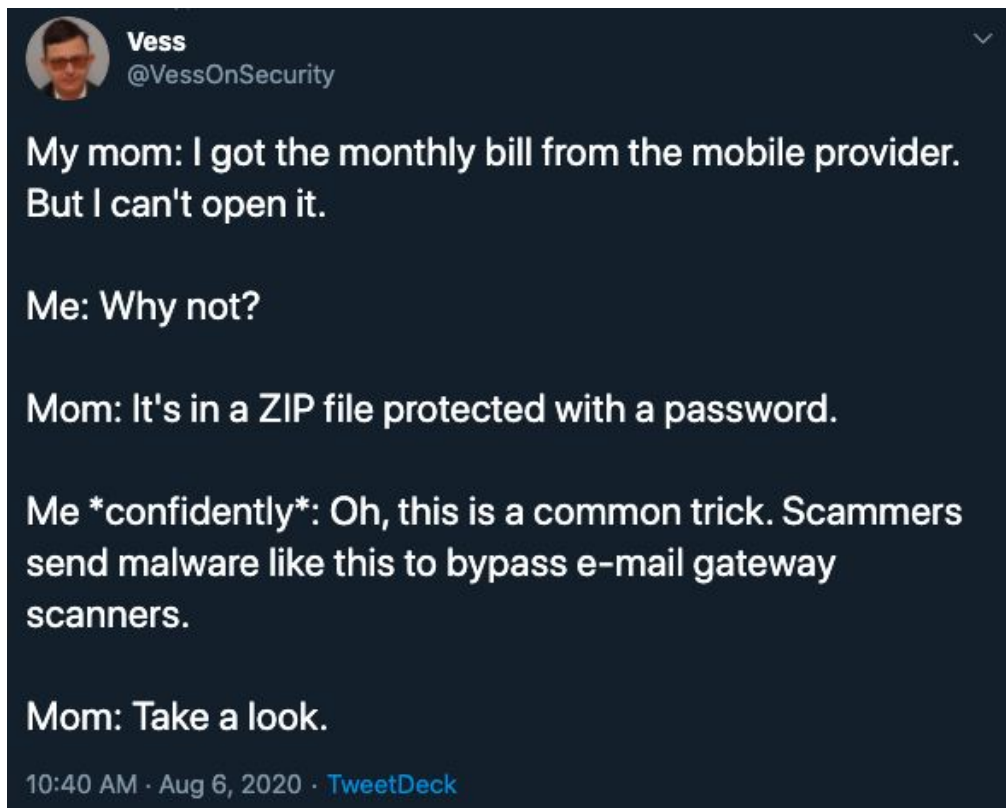 Vess
@VessOnSecurity
My mom: I got the monthly bill from the mobile provider.
But I can't open it.
Me: Why not?
Mom: It's in a ZIP file protected with a password.
Me *confidently*: Oh, this is a common trick. Scammers
send malware like this to bypass e-mail gateway
scanners.
Mom: Take a look.
10:40 AM · Aug 6, 2020 · TweetDeck